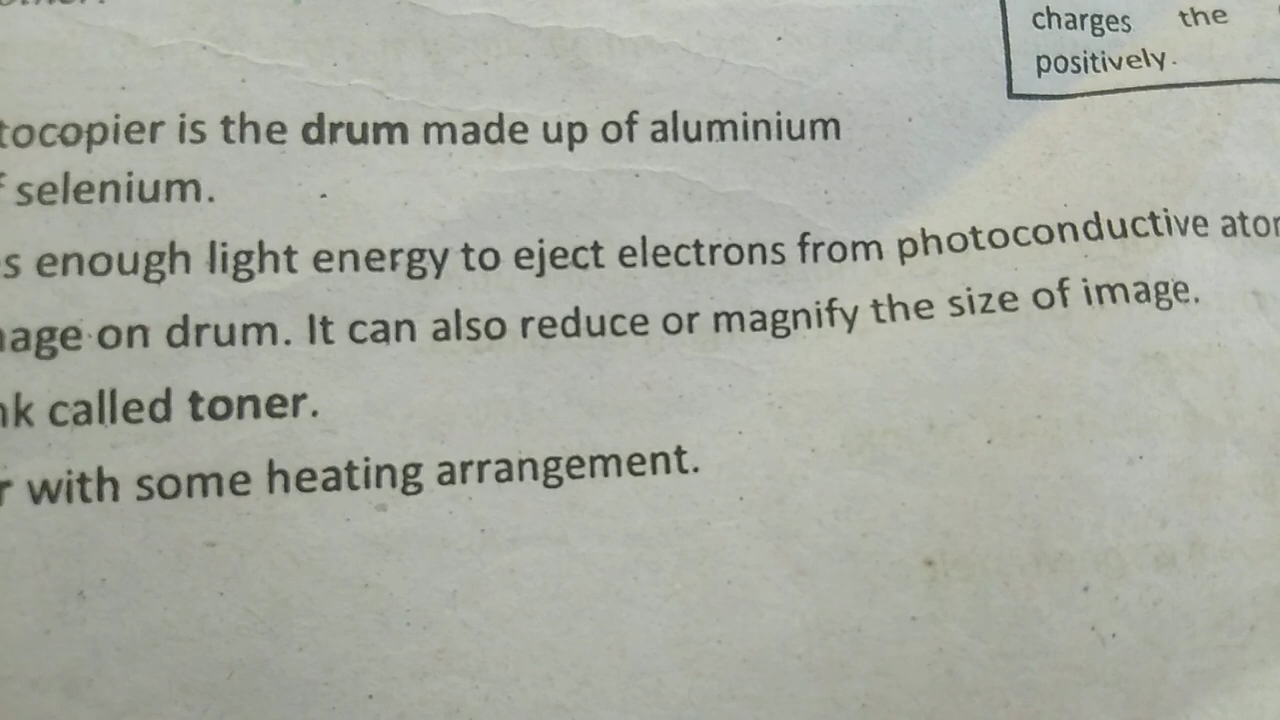 charges the
positively.
tocopier is the drum made up of aluminium
f selenium.
s enough light energy to eject electrons from photoconductive ator
age on drum. It can also reduce or magnify the size of image.
nk called toner.
r with some heating arrangement.